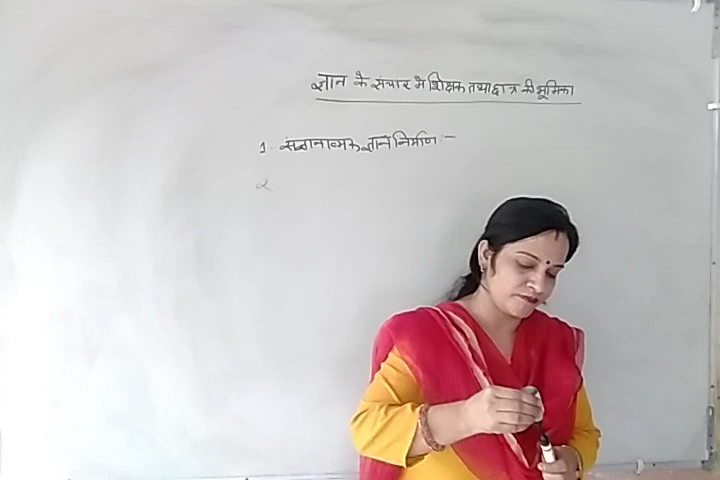 ज्ञान के संचार मे शिक्षक तथा छात्र की भूमिका
1. संज्ञानात्मक ज्ञान निर्माण :-
2.